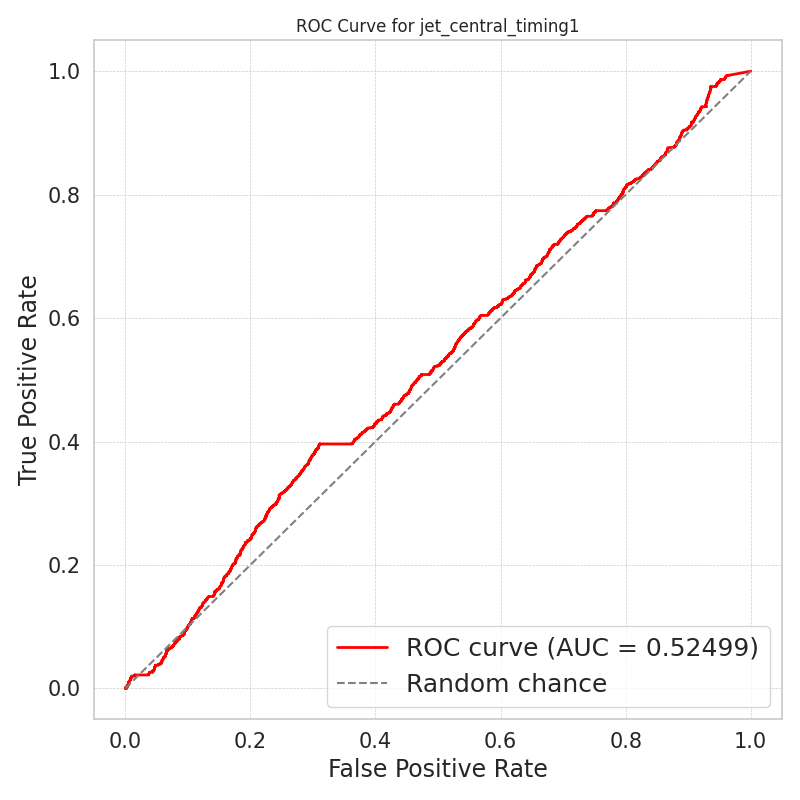 ROC Curve for jet_central_timing1
True Positive Rate
1.0
0.8
0.6
0.4
0.2
0.0
ROC curve (AUC = 0.52499)
Random chance
0.0 0.2 0.4 0.6 0.8 1.0
False Positive Rate